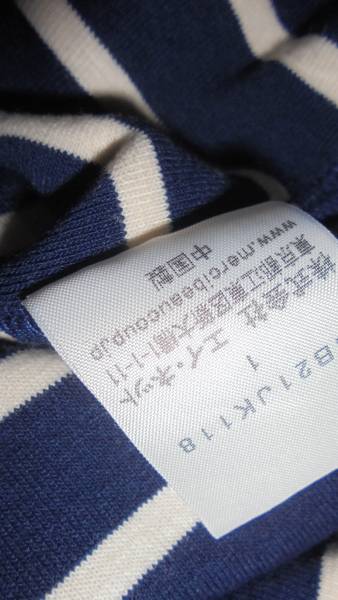 B21JK118
1
株式会社 エイ・ネット
東京都江東区新大橋1-1-11
www.mercibeaucoup.jp
中国製